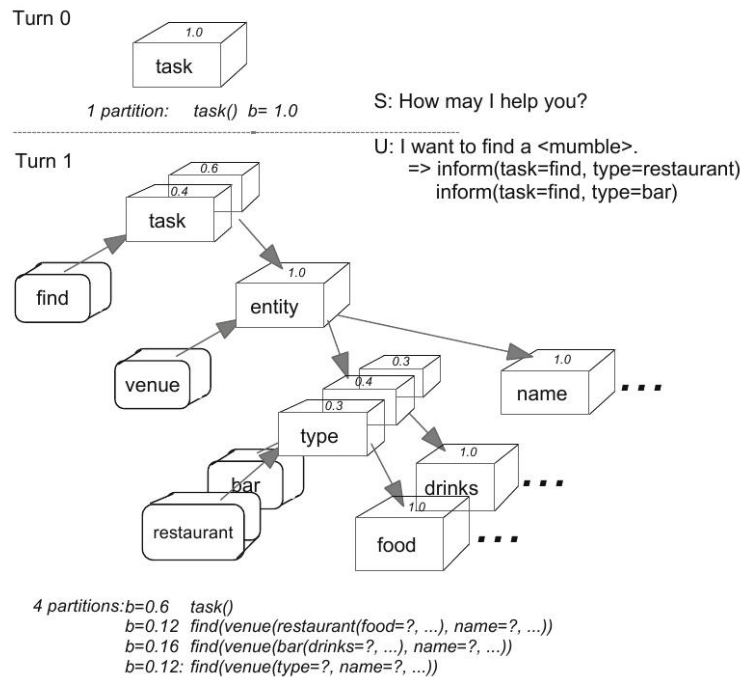 Turn 0
1.0
task
1 partition: task() b= 1.0
S: How may I help you?
Turn 1
U: I want to find a <mumble>.
=> inform(task=find, type=restaurant)
inform(task=find, type=bar)
0.6
0.4
task
find
1.0
entity
venue
0.3
0.4
0.3
type
1.0
name
...
bar
restaurant
1.0
drinks
...
1.0
food
...
4 partitions: b=0.6 task()
b=0.12 find(venue(restaurant(food=?, ...), name=?, ...))
b=0.16 find(venue(bar(drinks=?, ...), name=?, ...))
b=0.12: find(venue(type=?, name=?, ...))